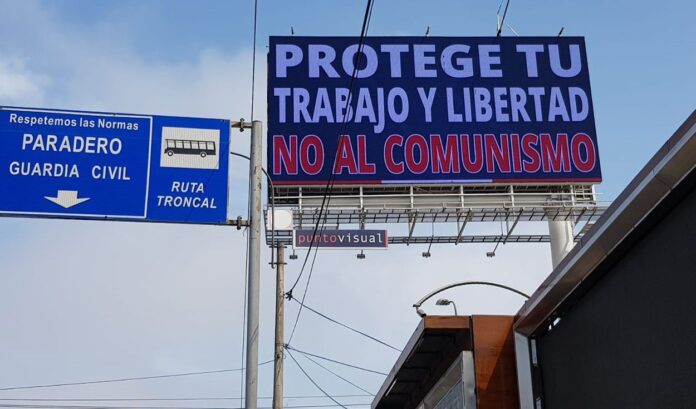 Respetemos las Normas
PARADERO
GUARDIA CIVIL
RUTA
TRONCAL
PROTEGE TU
TRABAJO Y LIBERTAD
NO AL COMUNISMO
puntovisual